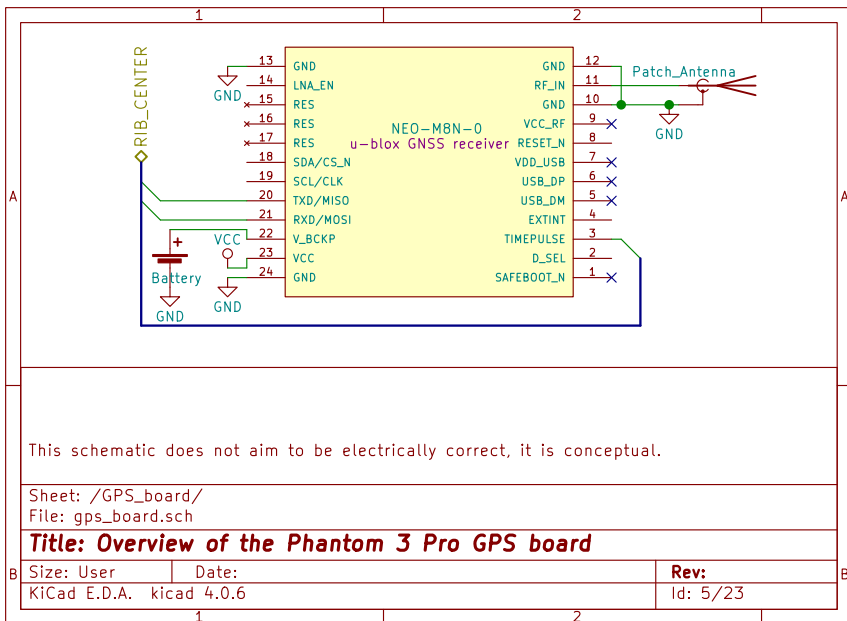 1 2
RIB_CENTER
13 GND
14 LNA_EN
15 RES
16 RES
17 RES
18 SDA/CS_N
19 SCL/CLK
20 TXD/MISO
21 RXD/MOSI
22 V_BCKP
23 VCC
24 GND
GND
NEO-M8N-0
u-blox GNSS receiver
GND 12
RF_IN 11
GND 10
VCC_RF 9
RESET_N 8
VDD_USB 7
USB_DP 6
USB_DM 5
EXTINT 4
TIMEPULSE 3
D_SEL 2
SAFEBOOT_N 1
Patch_Antenna
GND
A A
+
VCC
Battery
GND
GND
This schematic does not aim to be electrically correct, it is conceptual.
Sheet: /GPS_board/
File: gps_board.sch
Title: Overview of the Phantom 3 Pro GPS board
B B
Size: User Date: Rev:
KiCad E.D.A. kicad 4.0.6 Id: 5/23
1 2